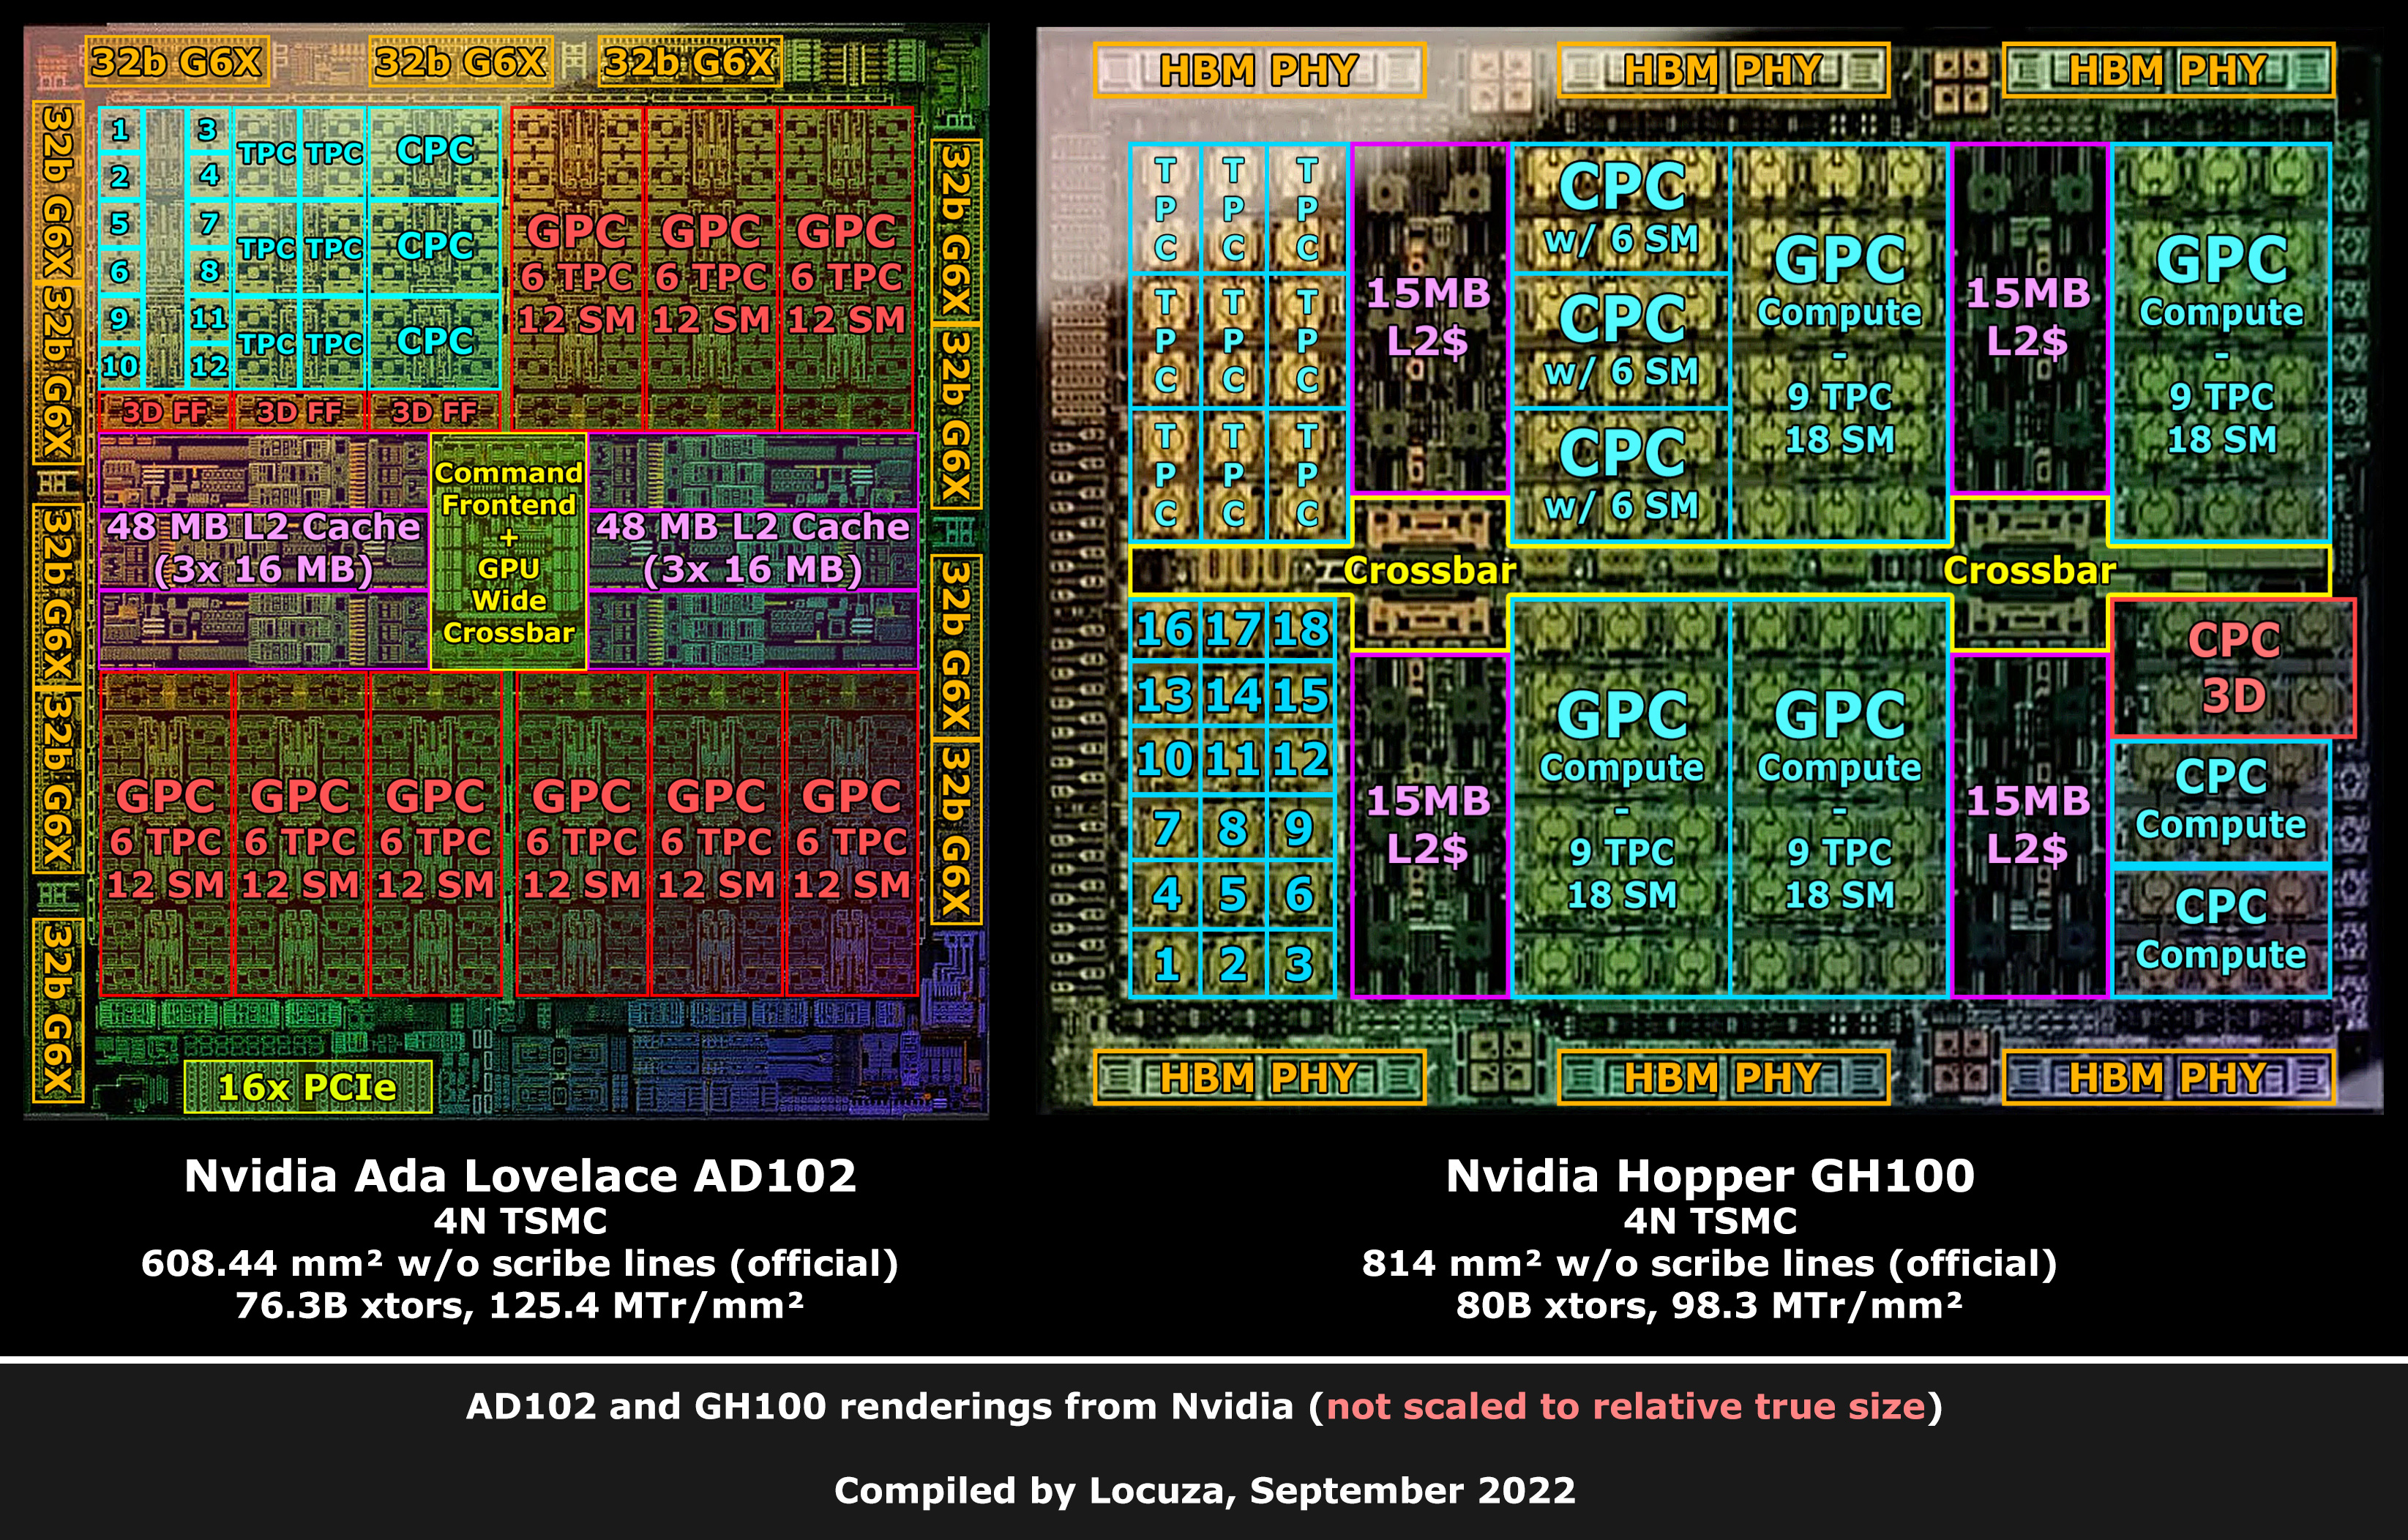 32b G6X
32b G6X
32b G6X
32b G6X
32b G6X
32b G6X
32b G6X
32b G6X
1
3
2
4
5
7
6
8
9
11
10
12
TPC
TPC
TPC
TPC
TPC
TPC
CPC
CPC
CPC
3D FF
3D FF
3D FF
GPC
6 TPC
12 SM
GPC
6 TPC
12 SM
GPC
6 TPC
12 SM
32b G6X
32b G6X
32b G6X
32b G6X
48 MB L2 Cache
(3x 16 MB)
Command
Frontend
+
GPU
Wide
Crossbar
48 MB L2 Cache
(3x 16 MB)
GPC
6 TPC
12 SM
GPC
6 TPC
12 SM
GPC
6 TPC
12 SM
GPC
6 TPC
12 SM
GPC
6 TPC
12 SM
GPC
6 TPC
12 SM
16x PCIe
Nvidia Ada Lovelace AD102
4N TSMC
608.44 mm² w/o scribe lines (official)
76.3B xtors, 125.4 MTr/mm²
HBM PHY
HBM PHY
HBM PHY
TPC
TPC
TPC
TPC
TPC
TPC
TPC
TPC
TPC
15MB
L2$
CPC
w/ 6 SM
CPC
w/ 6 SM
CPC
w/ 6 SM
GPC
Compute
-
9 TPC
18 SM
15MB
L2$
GPC
Compute
-
9 TPC
18 SM
Crossbar
Crossbar
16 17 18
13 14 15
10 11 12
7 8 9
4 5 6
1 2 3
15MB
L2$
GPC
Compute
-
9 TPC
18 SM
GPC
Compute
-
9 TPC
18 SM
15MB
L2$
CPC
3D
CPC
Compute
CPC
Compute
HBM PHY
HBM PHY
HBM PHY
Nvidia Hopper GH100
4N TSMC
814 mm² w/o scribe lines (official)
80B xtors, 98.3 MTr/mm²
AD102 and GH100 renderings from Nvidia (not scaled to relative true size)
Compiled by Locuza, September 2022